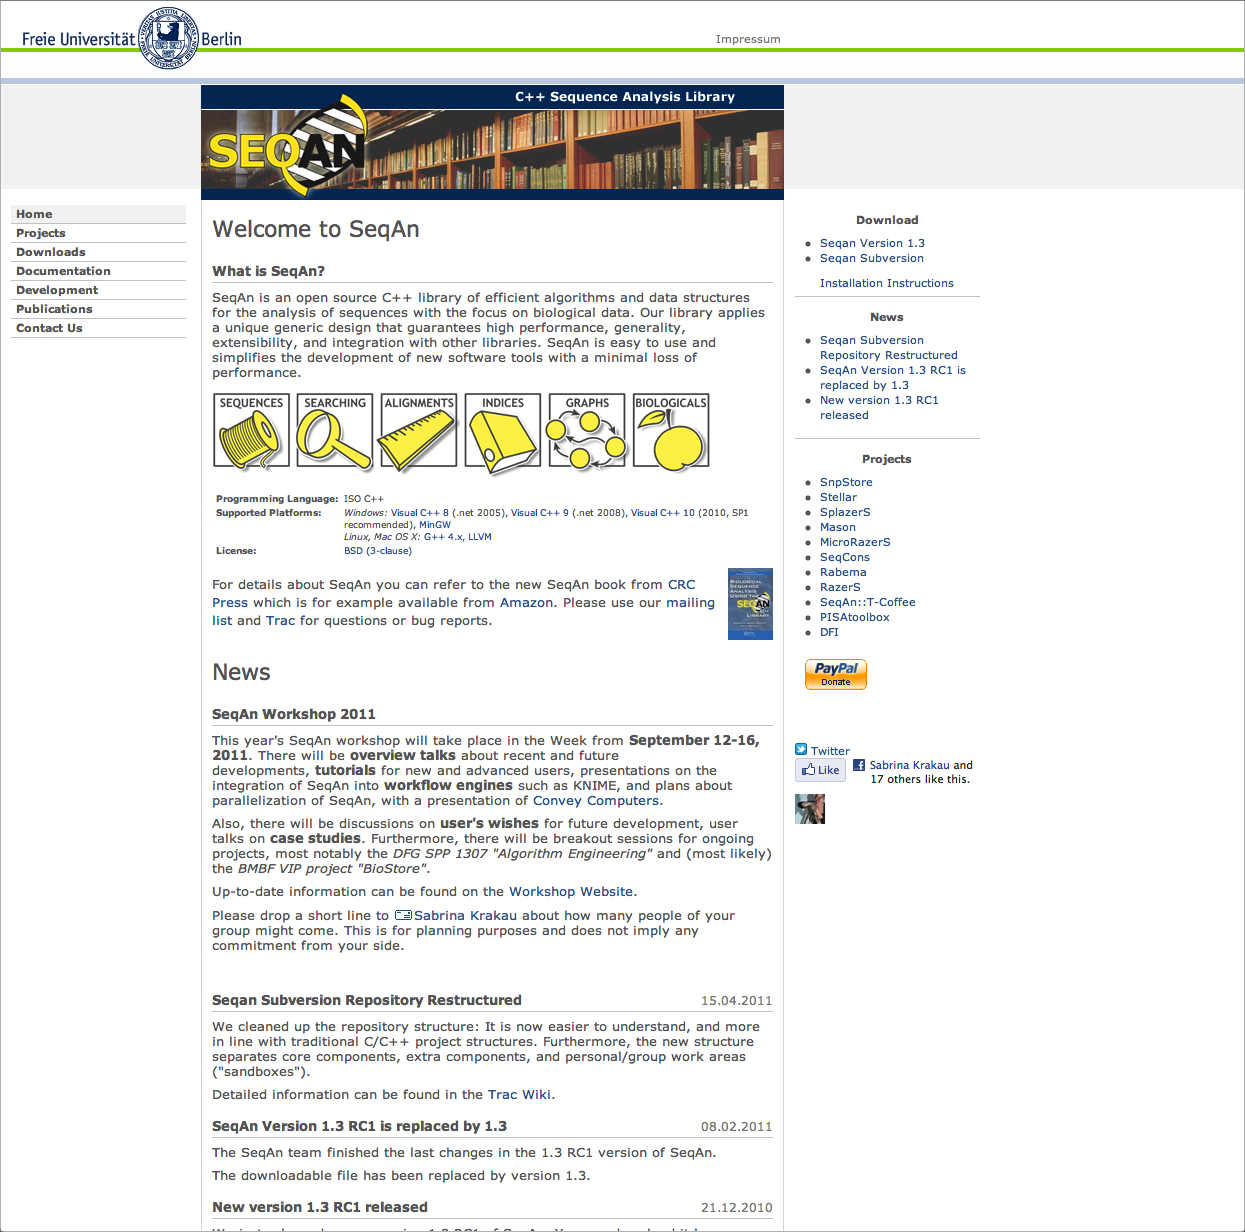 Freie Universität Berlin
Impressum
C++ Sequence Analysis Library
SEQAN
Home
Projects
Downloads
Documentation
Development
Publications
Contact Us
Welcome to SeqAn
What is SeqAn?
SeqAn is an open source C++ library of efficient algorithms and data structures
for the analysis of sequences with the focus on biological data. Our library applies
a unique generic design that guarantees high performance, generality,
extensibility, and integration with other libraries. SeqAn is easy to use and
simplifies the development of new software tools with a minimal loss of
performance.
SEQUENCES SEARCHING ALIGNMENTS INDICES GRAPHS BIOLOGICALS
Programming Language: ISO C++
Supported Platforms: Windows: Visual C++ 8 (.net 2005), Visual C++ 9 (.net 2008), Visual C++ 10 (2010, SP1
recommended), MinGW
Linux, Mac OS X: G++ 4.x, LLVM
License: BSD (3-clause)
For details about SeqAn you can refer to the new SeqAn book from CRC
Press which is for example available from Amazon. Please use our mailing
list and Trac for questions or bug reports.
BIOLOGICAL
SEQUENCE
ANALYSIS
USING THE
SEQAN
C++
LIBRARY
News
SeqAn Workshop 2011
This year's SeqAn workshop will take place in the Week from September 12-16,
2011. There will be overview talks about recent and future
developments, tutorials for new and advanced users, presentations on the
integration of SeqAn into workflow engines such as KNIME, and plans about
parallelization of SeqAn, with a presentation of Convey Computers.
Also, there will be discussions on user's wishes for future development, user
talks on case studies. Furthermore, there will be breakout sessions for ongoing
projects, most notably the DFG SPP 1307 "Algorithm Engineering" and (most likely)
the BMBF VIP project "BioStore".
Up-to-date information can be found on the Workshop Website.
Please drop a short line to Sabrina Krakau about how many people of your
group might come. This is for planning purposes and does not imply any
commitment from your side.
Seqan Subversion Repository Restructured 15.04.2011
We cleaned up the repository structure: It is now easier to understand, and more
in line with traditional C/C++ project structures. Furthermore, the new structure
separates core components, extra components, and personal/group work areas
("sandboxes").
Detailed information can be found in the Trac Wiki.
SeqAn Version 1.3 RC1 is replaced by 1.3 08.02.2011
The SeqAn team finished the last changes in the 1.3 RC1 version of SeqAn.
The downloadable file has been replaced by version 1.3.
New version 1.3 RC1 released 21.12.2010
Download
Seqan Version 1.3
Seqan Subversion
Installation Instructions
News
Seqan Subversion
Repository Restructured
SeqAn Version 1.3 RC1 is
replaced by 1.3
New version 1.3 RC1
released
Projects
SnpStore
Stellar
SplazerS
Mason
MicroRazerS
SeqCons
Rabema
RazerS
SeqAn::T-Coffee
PISAtoolbox
DFI
PayPal
Donate
Twitter
Like
Sabrina Krakau and
17 others like this.